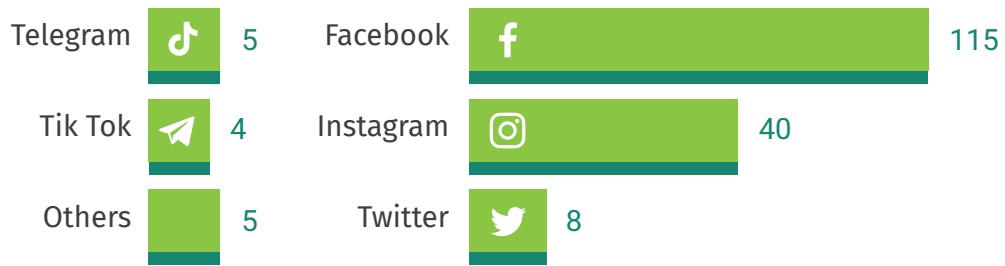 Telegram 5
Facebook 115
Tik Tok 4
Instagram 40
Others 5
Twitter 8